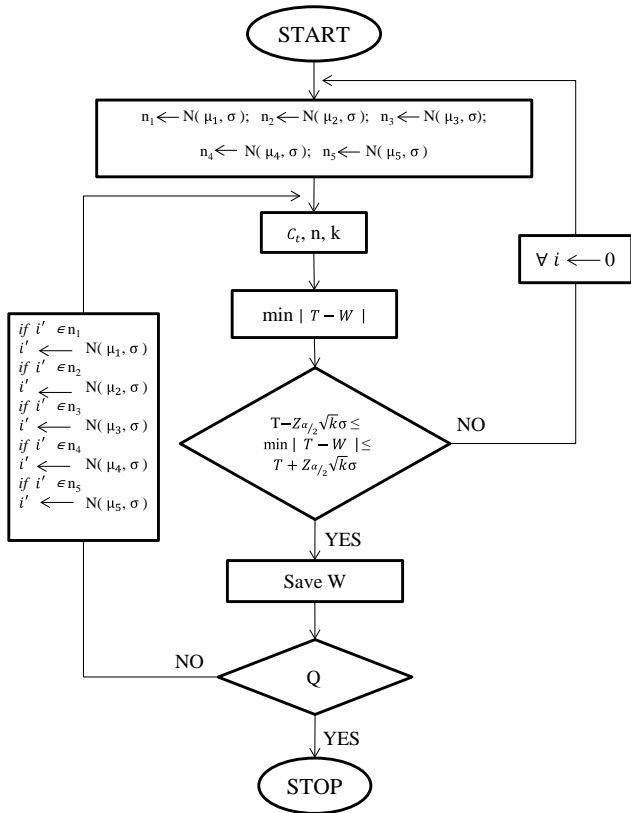 START
n₁ ← N( μ₁, σ ); n₂ ← N( μ₂, σ ); n₃ ← N( μ₃, σ);
n₄ ← N( μ₄, σ ); n₅ ← N( μ₅, σ )
C_t, n, k
∀ i ← 0
min | T − W |
if i' ∈ n₁
i' ← N( μ₁, σ )
if i' ∈ n₂
i' ← N( μ₂, σ )
if i' ∈ n₃
i' ← N( μ₃, σ )
if i' ∈ n₄
i' ← N( μ₄, σ )
if i' ∈ n₅
i' ← N( μ₅, σ )
T−Z_{α/2}√kσ ≤
min | T − W | ≤
T + Z_{α/2}√kσ
NO
YES
Save W
NO
Q
YES
STOP